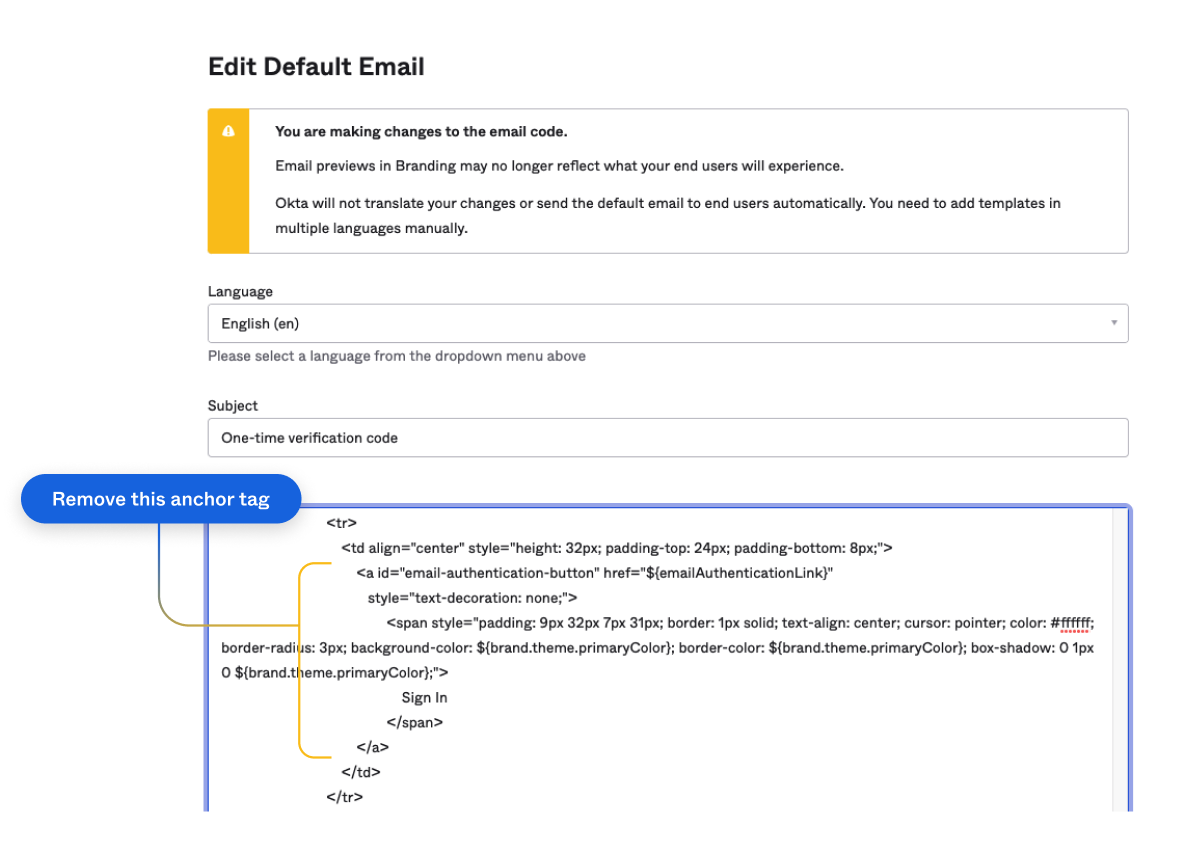 Edit Default Email
You are making changes to the email code.
Email previews in Branding may no longer reflect what your end users will experience.
Okta will not translate your changes or send the default email to end users automatically. You need to add templates in
multiple languages manually.
Language
English (en)
Please select a language from the dropdown menu above
Subject
One-time verification code
Remove this anchor tag
<tr>
<td align="center" style="height: 32px; padding-top: 24px; padding-bottom: 8px;">
<a id="email-authentication-button" href="${emailAuthenticationLink}"
style="text-decoration: none;">
<span style="padding: 9px 32px 7px 31px; border: 1px solid; text-align: center; cursor: pointer; color: #ffffff;
border-radius: 3px; background-color: ${brand.theme.primaryColor}; border-color: ${brand.theme.primaryColor}; box-shadow: 0 1px
0 ${brand.theme.primaryColor};">
Sign In
</span>
</a>
</td>
</tr>